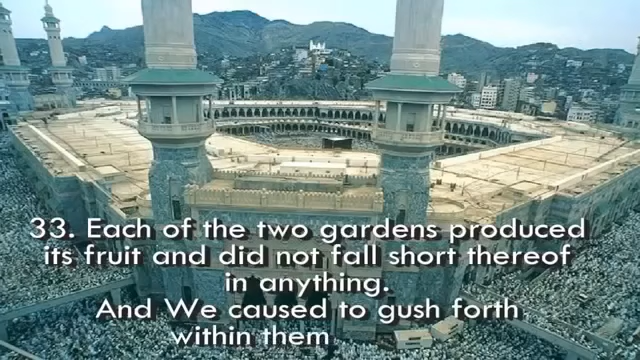 33. Each of the two gardens produced
its fruit and did not fall short thereof
in anything.
And We caused to gush forth
within them